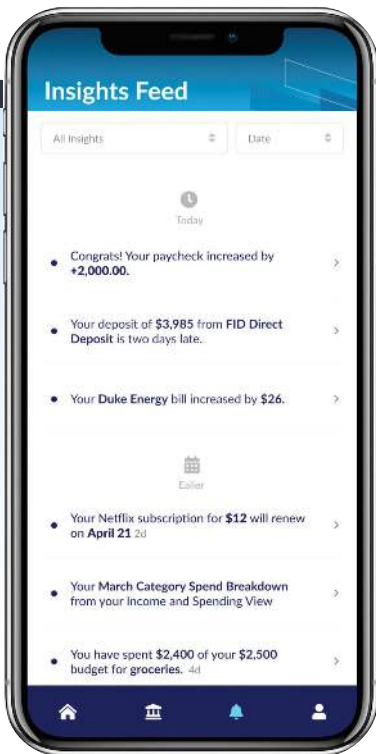 Insights Feed
All Insights
Date
Today
Congrats! Your paycheck increased by
+2,000.00.
Your deposit of $3,985 from FID Direct
Deposit is two days late.
Your Duke Energy bill increased by $26.
Ealier
Your Netflix subscription for $12 will renew
on April 21 2d
Your March Category Spend Breakdown
from your Income and Spending View
You have spent $2,400 of your $2,500
budget for groceries. 4d